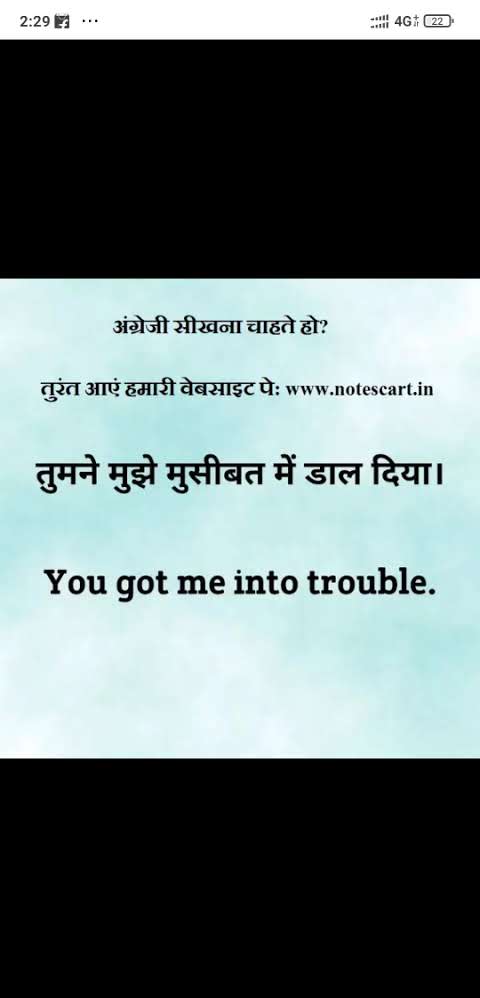 2:29
4G
22
अंग्रेजी सीखना चाहते हो?
तुरंत आएं हमारी वेबसाइट पे: www.notescart.in
तुमने मुझे मुसीबत में डाल दिया।
You got me into trouble.